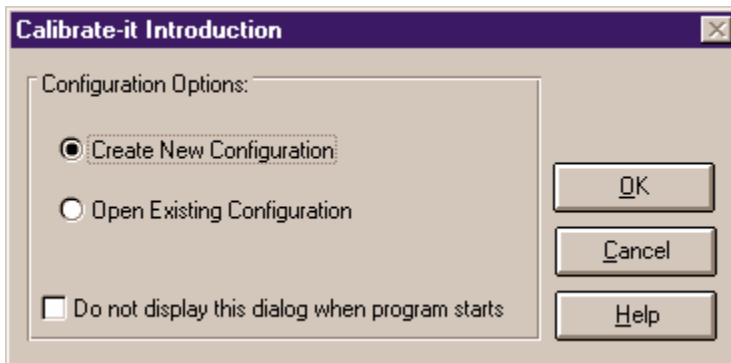 Calibrate-it Introduction
Configuration Options:
Create New Configuration
Open Existing Configuration
Do not display this dialog when program starts
OK
Cancel
Help